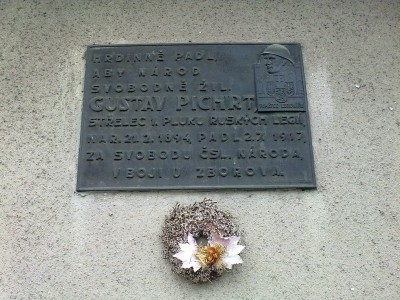 HRDINNĚ PADL,
ABY NÁROD
SVOBODNĚ ŽIL.
GUSTAV PICHRT
STŘELEC 1. PLUKU RUSKÝCH LEGIÍ,
NAR. 21.2. 1894, PADL 2.7. 1917,
ZA SVOBODU ČSL. NÁRODA,
V BOJI U ZBOROVA.